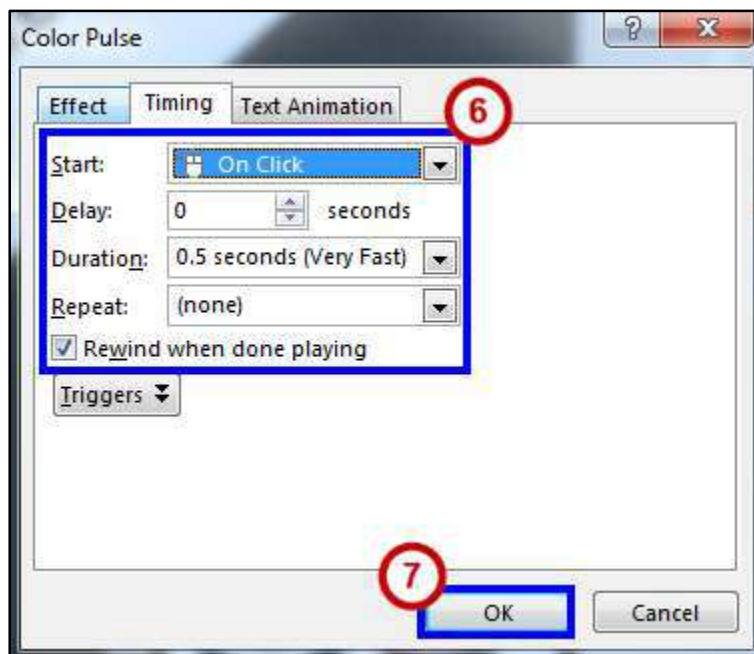 Color Pulse
Effect Timing Text Animation
6
Start: On Click
Delay: 0 seconds
Duration: 0.5 seconds (Very Fast)
Repeat: (none)
Rewind when done playing
Triggers
7
OK Cancel